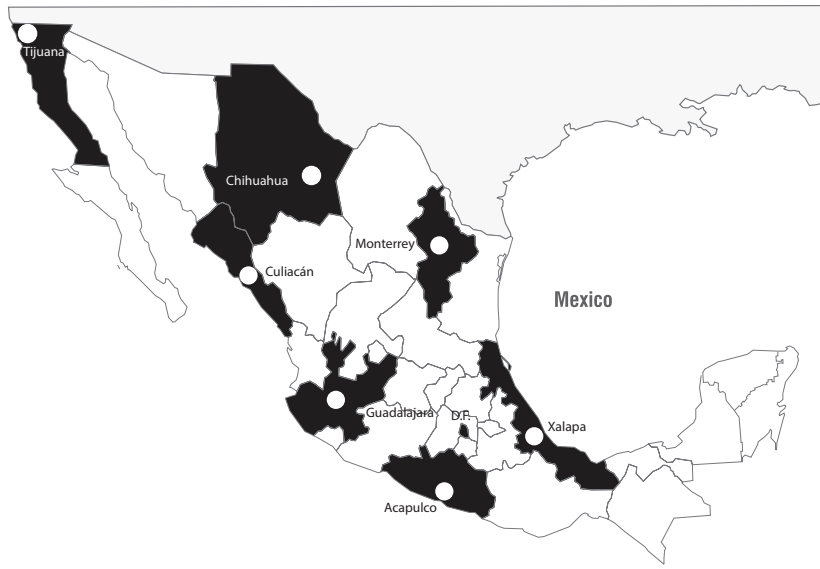 Tijuana
Chihuahua
Monterrey
Culiacán
Mexico
Guadalajara
D.F.
Xalapa
Acapulco